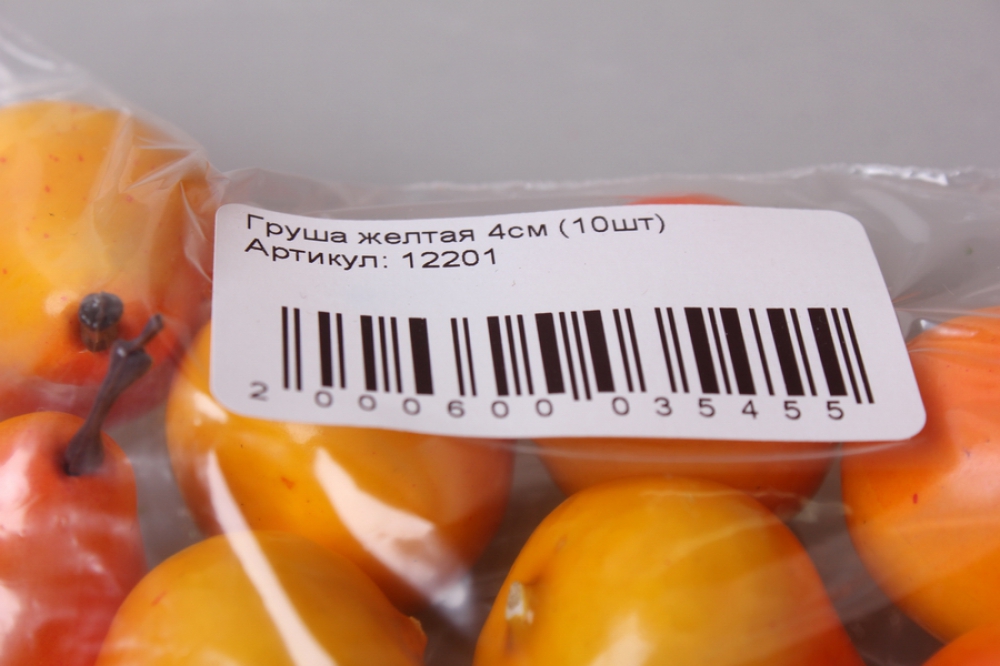 Груша желтая 4см (10шт)
Артикул: 12201
2 000600 035455